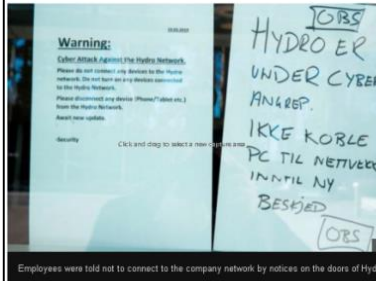 Warning:
Cyber Attack Against the Hydro Network.
Please do not connect any devices to the Hydro
network. Do not turn on any devices connected
to the Hydro Network.
Please disconnect any device (Phone/Tablet etc.)
from the Hydro Network.
Await new update.
-Security
Click and drag to select a new capture area
OBS
HYDRO ER
UNDER CYBER
ANGREP.
IKKE KOBLE
PC TIL NETTVERK
INNTIL NY
BESKJED
OBS
Employees were told not to connect to the company network by notices on the doors of Hyd